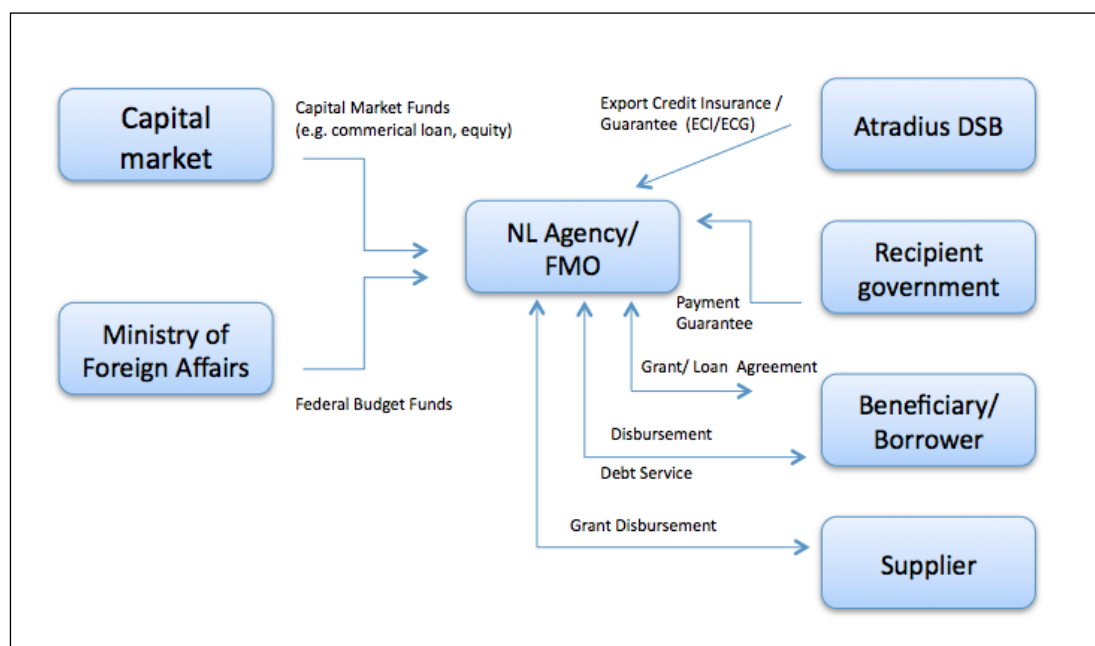 Capital
market
Capital Market Funds
(e.g. commerical loan, equity)
Export Credit Insurance /
Guarantee (ECI/ECG)
Atradius DSB
NL Agency/
FMO
Recipient
government
Payment
Guarantee
Ministry of
Foreign Affairs
Federal Budget Funds
Grant/ Loan Agreement
Beneficiary/
Borrower
Disbursement
Debt Service
Grant Disbursement
Supplier